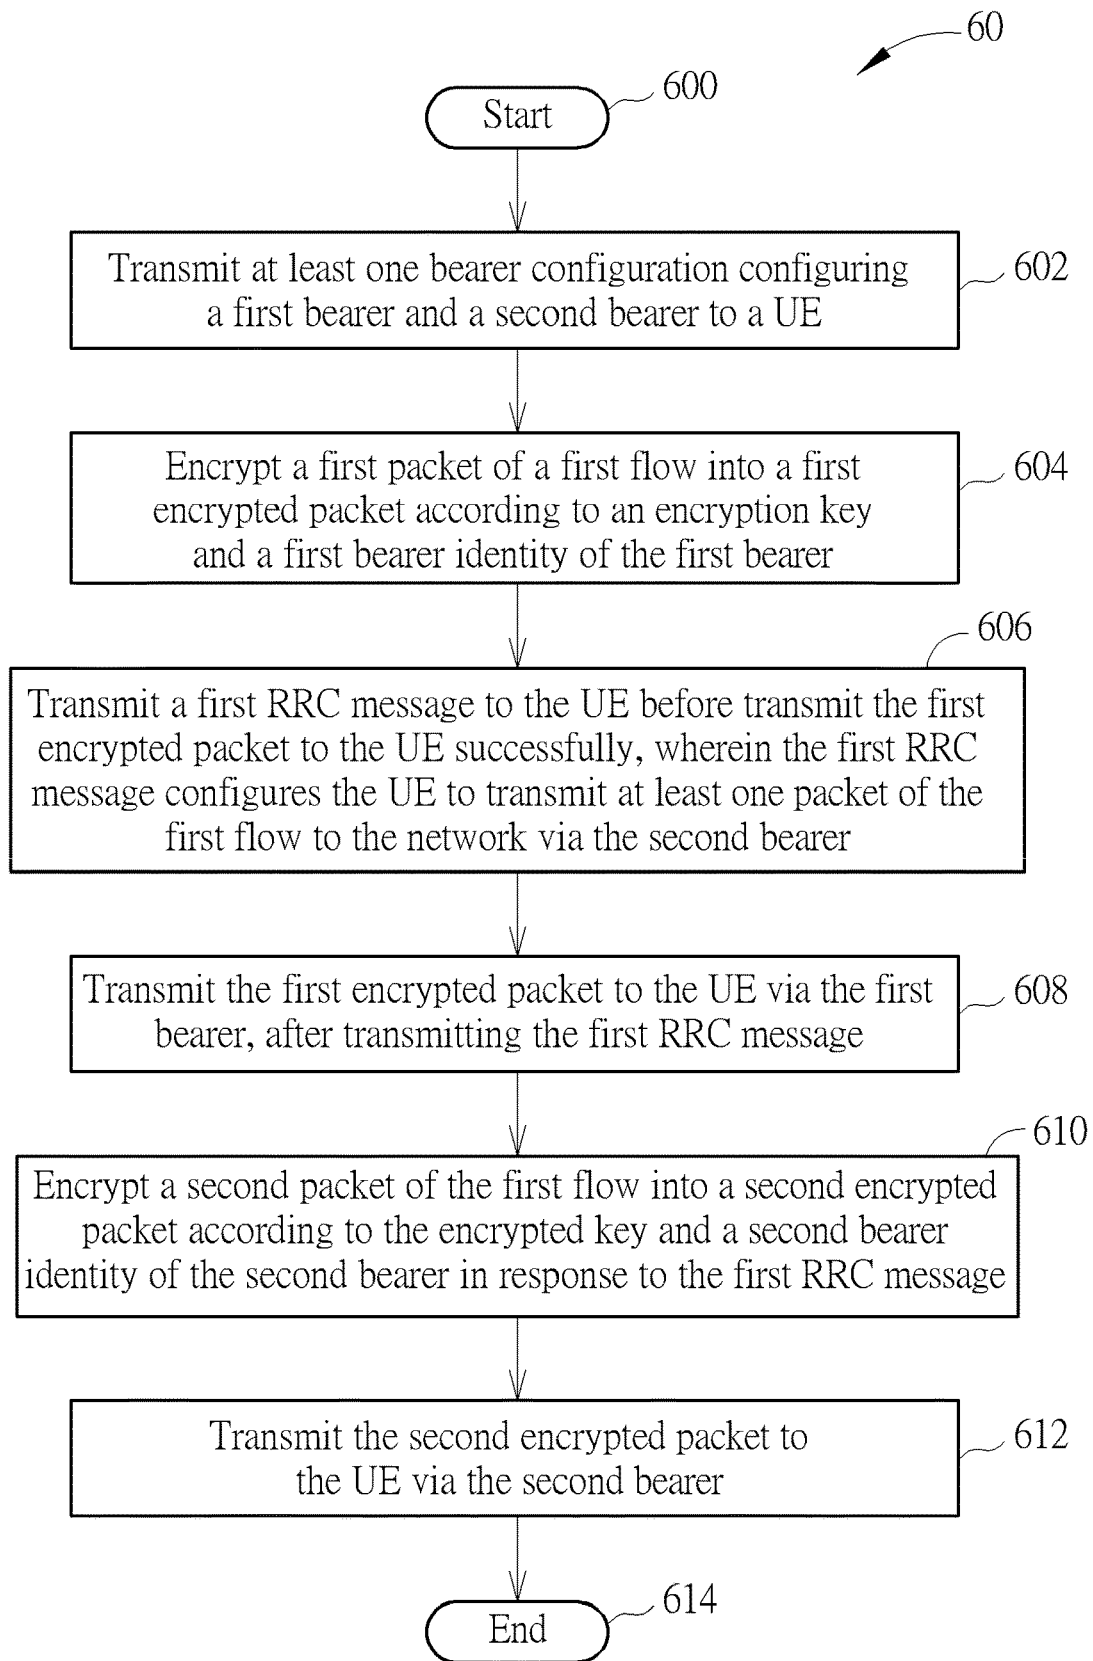 60
600
Start
Transmit at least one bearer configuration configuring
a first bearer and a second bearer to a UE
602
Encrypt a first packet of a first flow into a first
encrypted packet according to an encryption key
and a first bearer identity of the first bearer
604
606
Transmit a first RRC message to the UE before transmit the first
encrypted packet to the UE successfully, wherein the first RRC
message configures the UE to transmit at least one packet of the
first flow to the network via the second bearer
Transmit the first encrypted packet to the UE via the first
bearer, after transmitting the first RRC message
608
610
Encrypt a second packet of the first flow into a second encrypted
packet according to the encrypted key and a second bearer
identity of the second bearer in response to the first RRC message
Transmit the second encrypted packet to
the UE via the second bearer
612
614
End